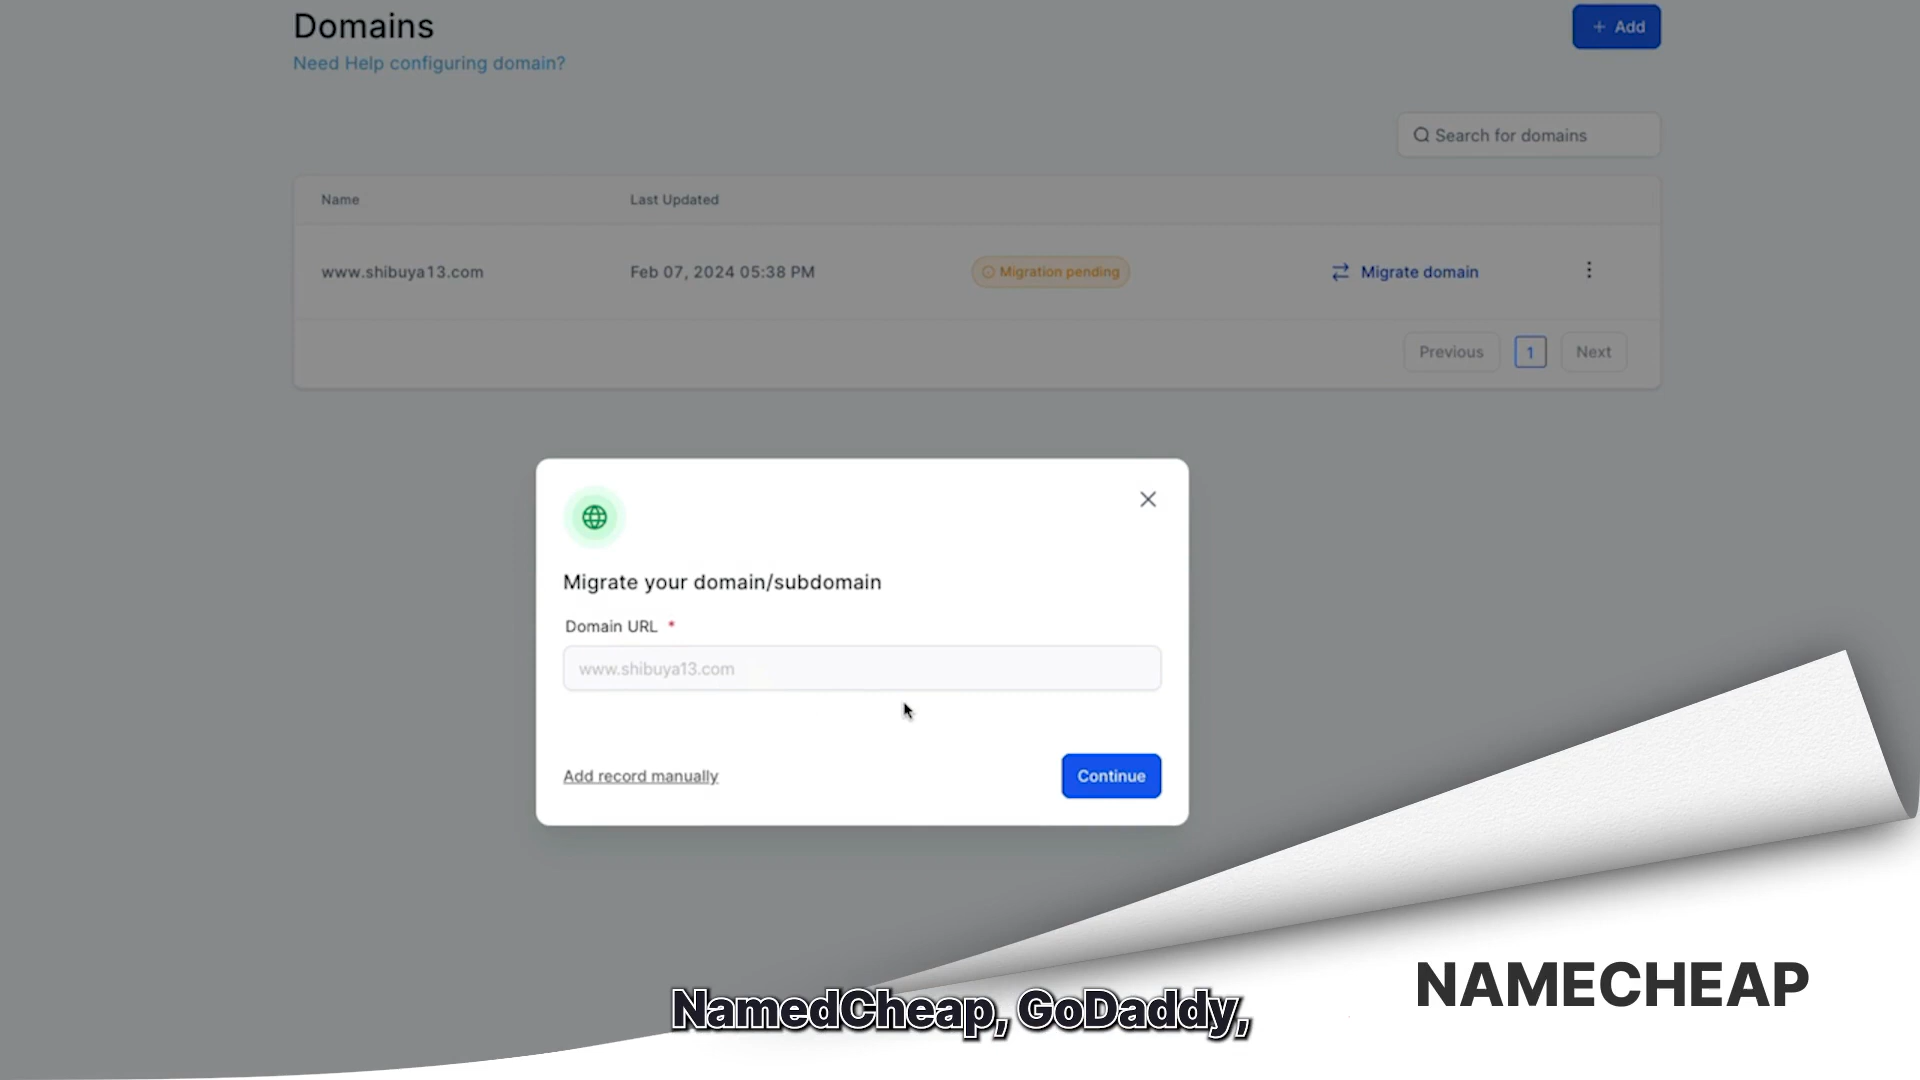 Domains
+ Add
Need Help configuring domain?
Search for domains
Name Last Updated
www.shibuya13.com Feb 07, 2024 05:38 PM Migration pending Migrate domain
Previous 1 Next
Migrate your domain/subdomain
Domain URL *
www.shibuya13.com
Add record manually Continue
NAMECHEAP
NamedCheap, GoDaddy,